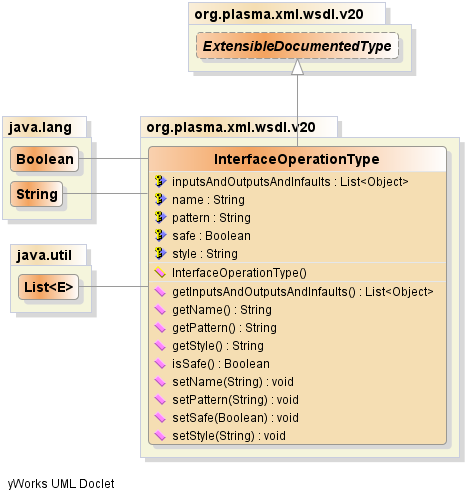 org.plasma.xml.wsdl.v20
ExtensibleDocumentedType
java.lang
Boolean
String
java.util
List<E>
org.plasma.xml.wsdl.v20
InterfaceOperationType
inputsAndOutputsAndInfaults : List<Object>
name : String
pattern : String
safe : Boolean
style : String
InterfaceOperationType()
getInputsAndOutputsAndInfaults() : List<Object>
getName() : String
getPattern() : String
getStyle() : String
isSafe() : Boolean
setName(String) : void
setPattern(String) : void
setSafe(Boolean) : void
setStyle(String) : void
yWorks UML Doclet